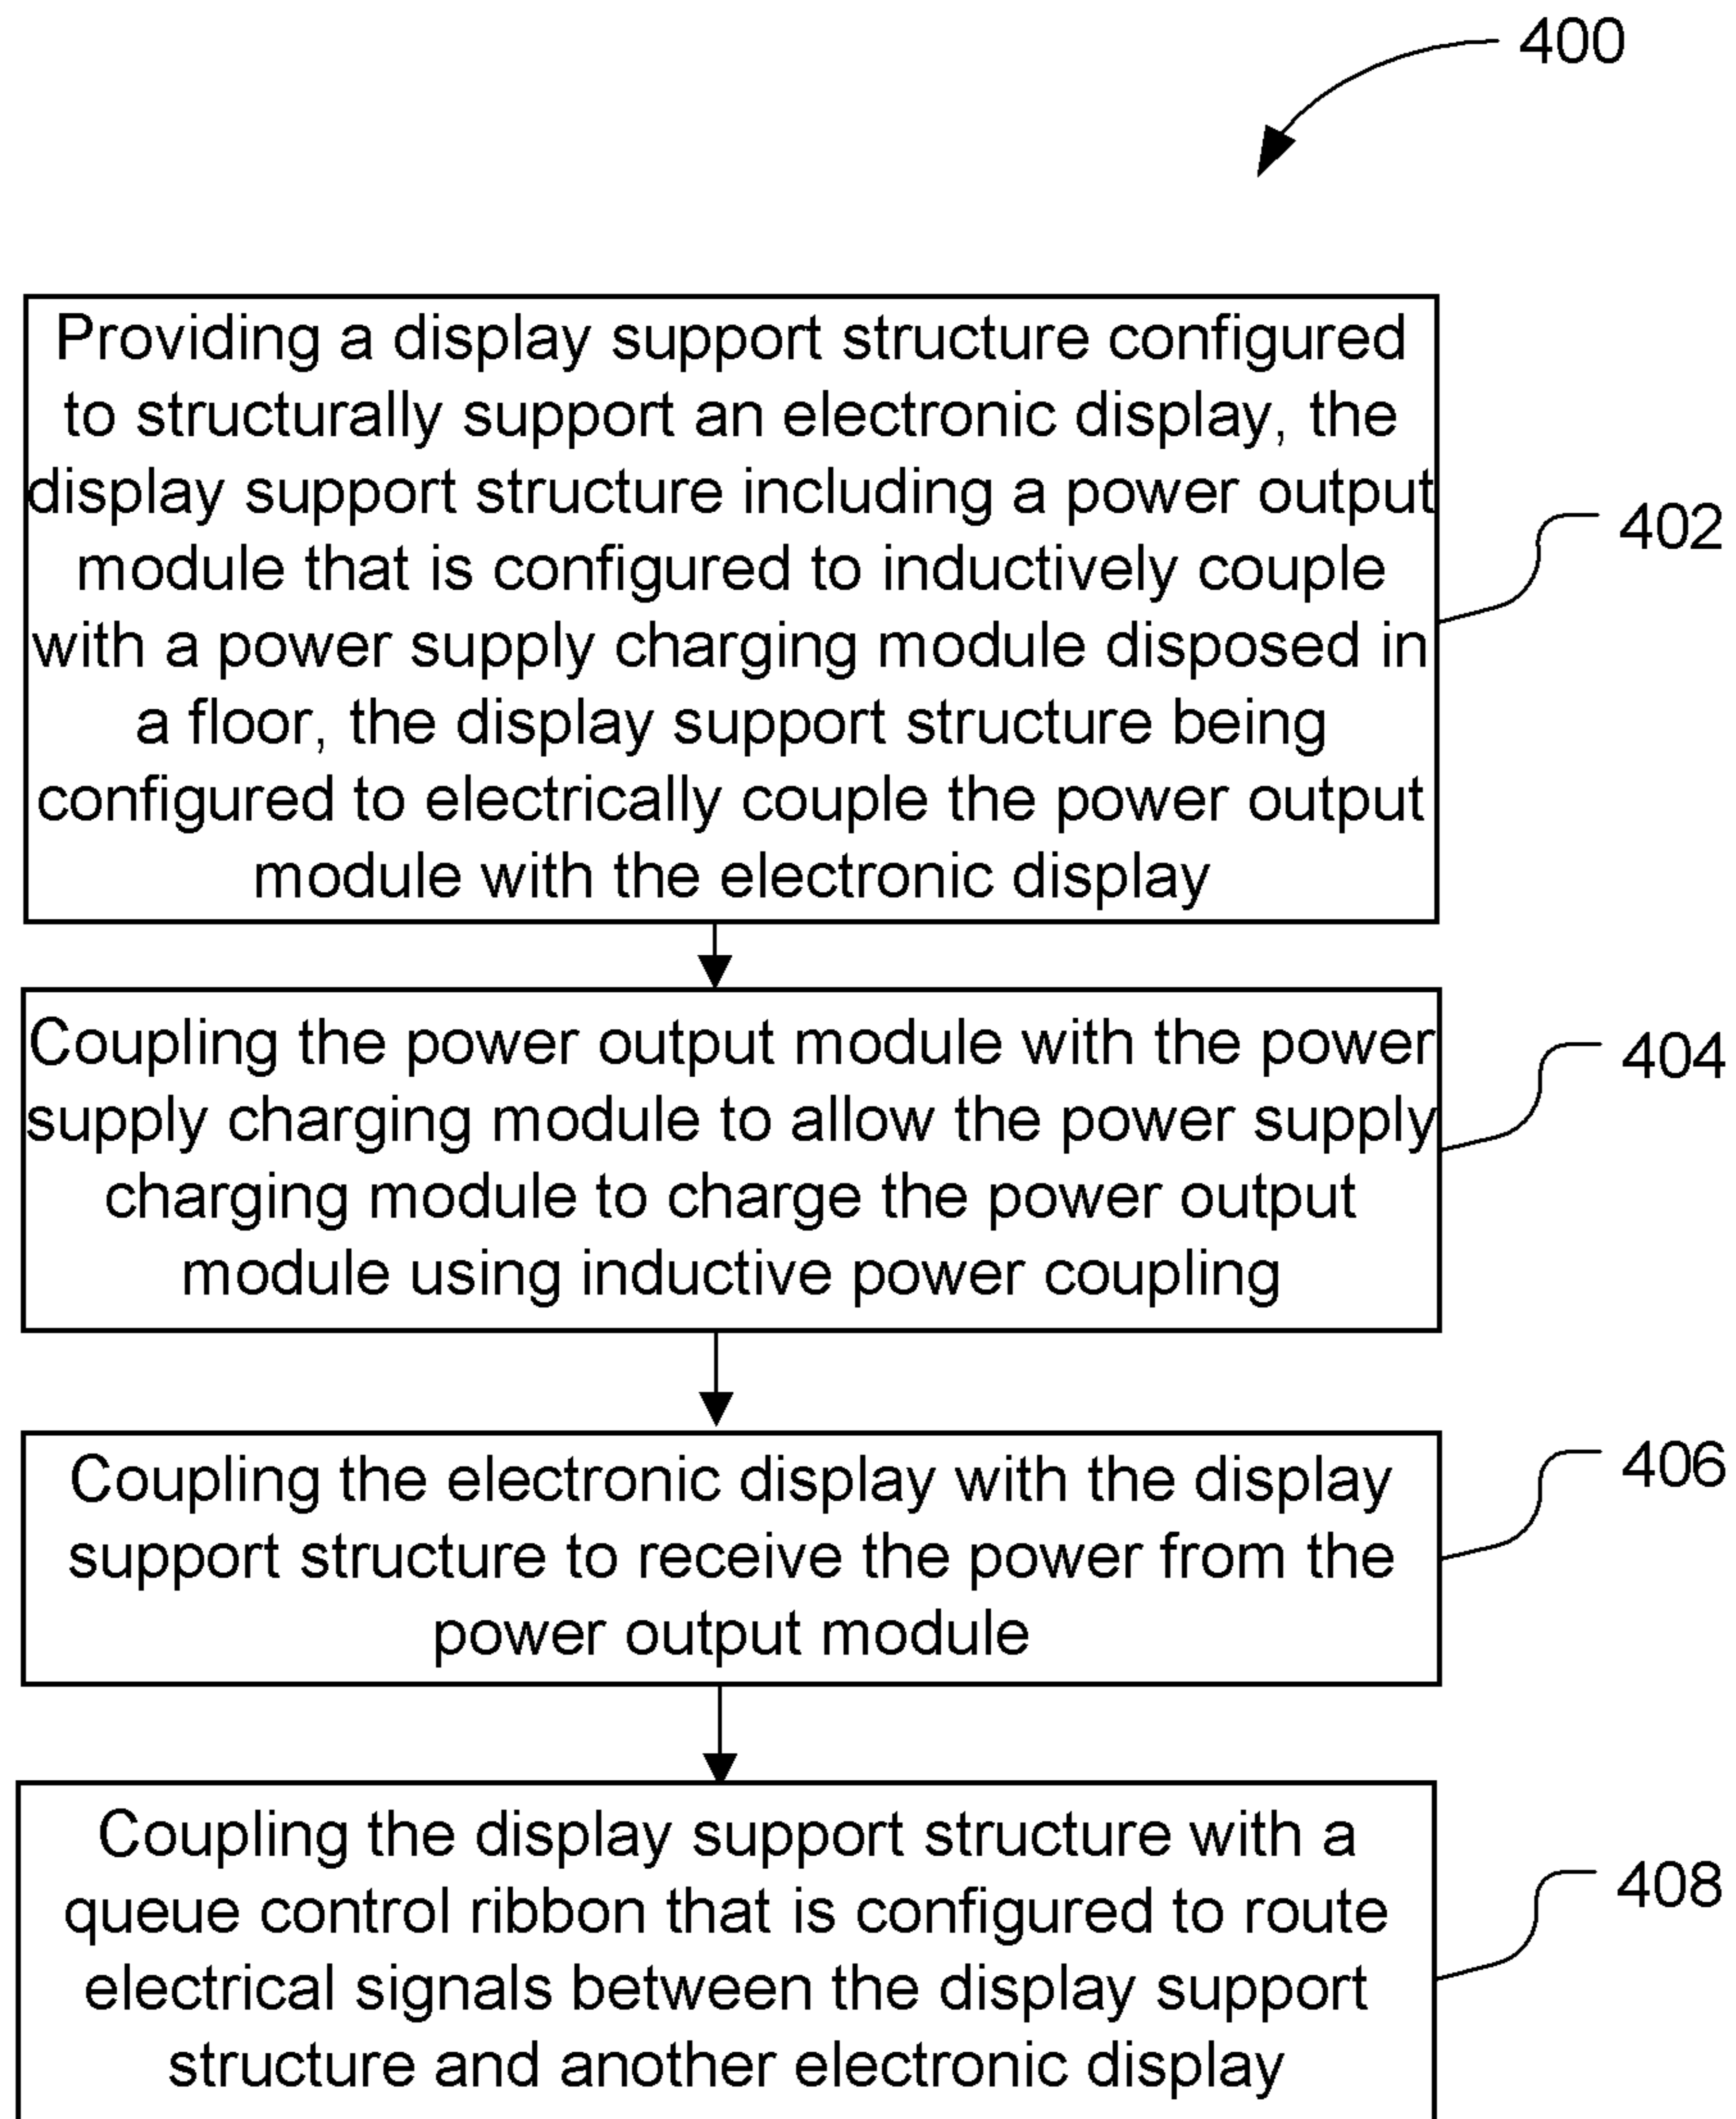 400
Providing a display support structure configured
to structurally support an electronic display, the
display support structure including a power output
module that is configured to inductively couple
with a power supply charging module disposed in
a floor, the display support structure being
configured to electrically couple the power output
module with the electronic display
402
Coupling the power output module with the power
supply charging module to allow the power supply
charging module to charge the power output
module using inductive power coupling
404
Coupling the electronic display with the display
support structure to receive the power from the
power output module
406
Coupling the display support structure with a
queue control ribbon that is configured to route
electrical signals between the display support
structure and another electronic display
408